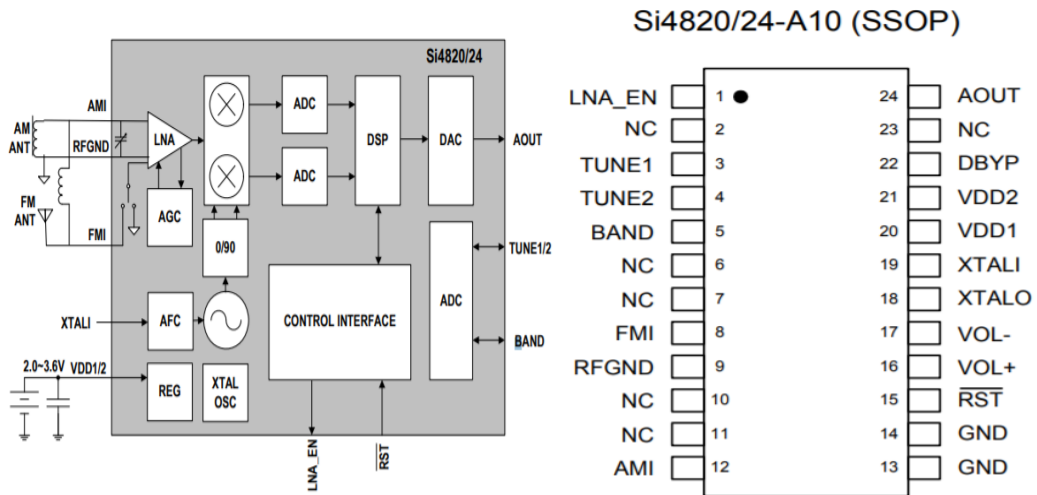 Si4820/24
AMI
AM
ANT
RFGND
LNA
ADC
ADC
DSP
DAC
AOUT
FM
ANT
FMI
AGC
0/90
TUNE1/2
ADC
BAND
CONTROL INTERFACE
XTALI
AFC
2.0~3.6V VDD1/2
REG
XTAL
OSC
LNA_EN
RST
Si4820/24-A10 (SSOP)
LNA_EN 1 24 AOUT
NC 2 23 NC
TUNE1 3 22 DBYP
TUNE2 4 21 VDD2
BAND 5 20 VDD1
NC 6 19 XTALI
NC 7 18 XTALO
FMI 8 17 VOL-
RFGND 9 16 VOL+
NC 10 15 RST
NC 11 14 GND
AMI 12 13 GND